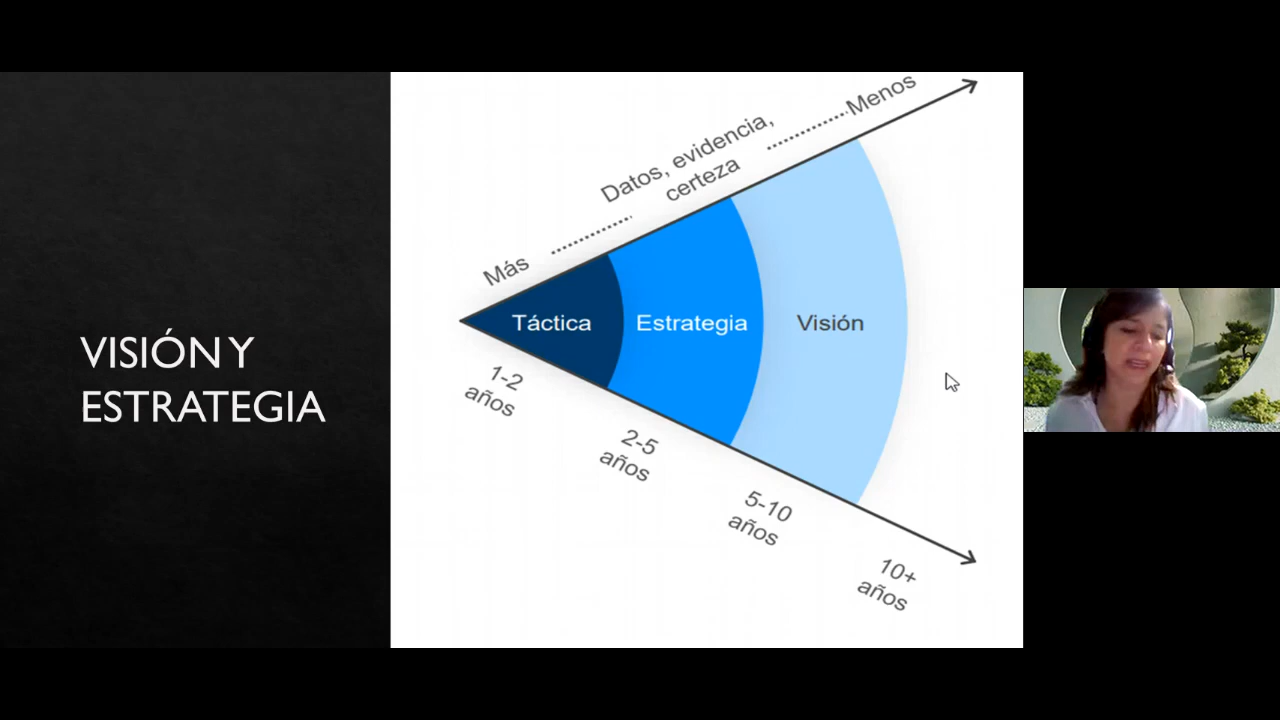 VISIÓN Y
ESTRATEGIA
Menos
Datos, evidencia,
certeza
Más
Táctica
Estrategia
Visión
1-2
años
2-5
años
5-10
años
10+
años